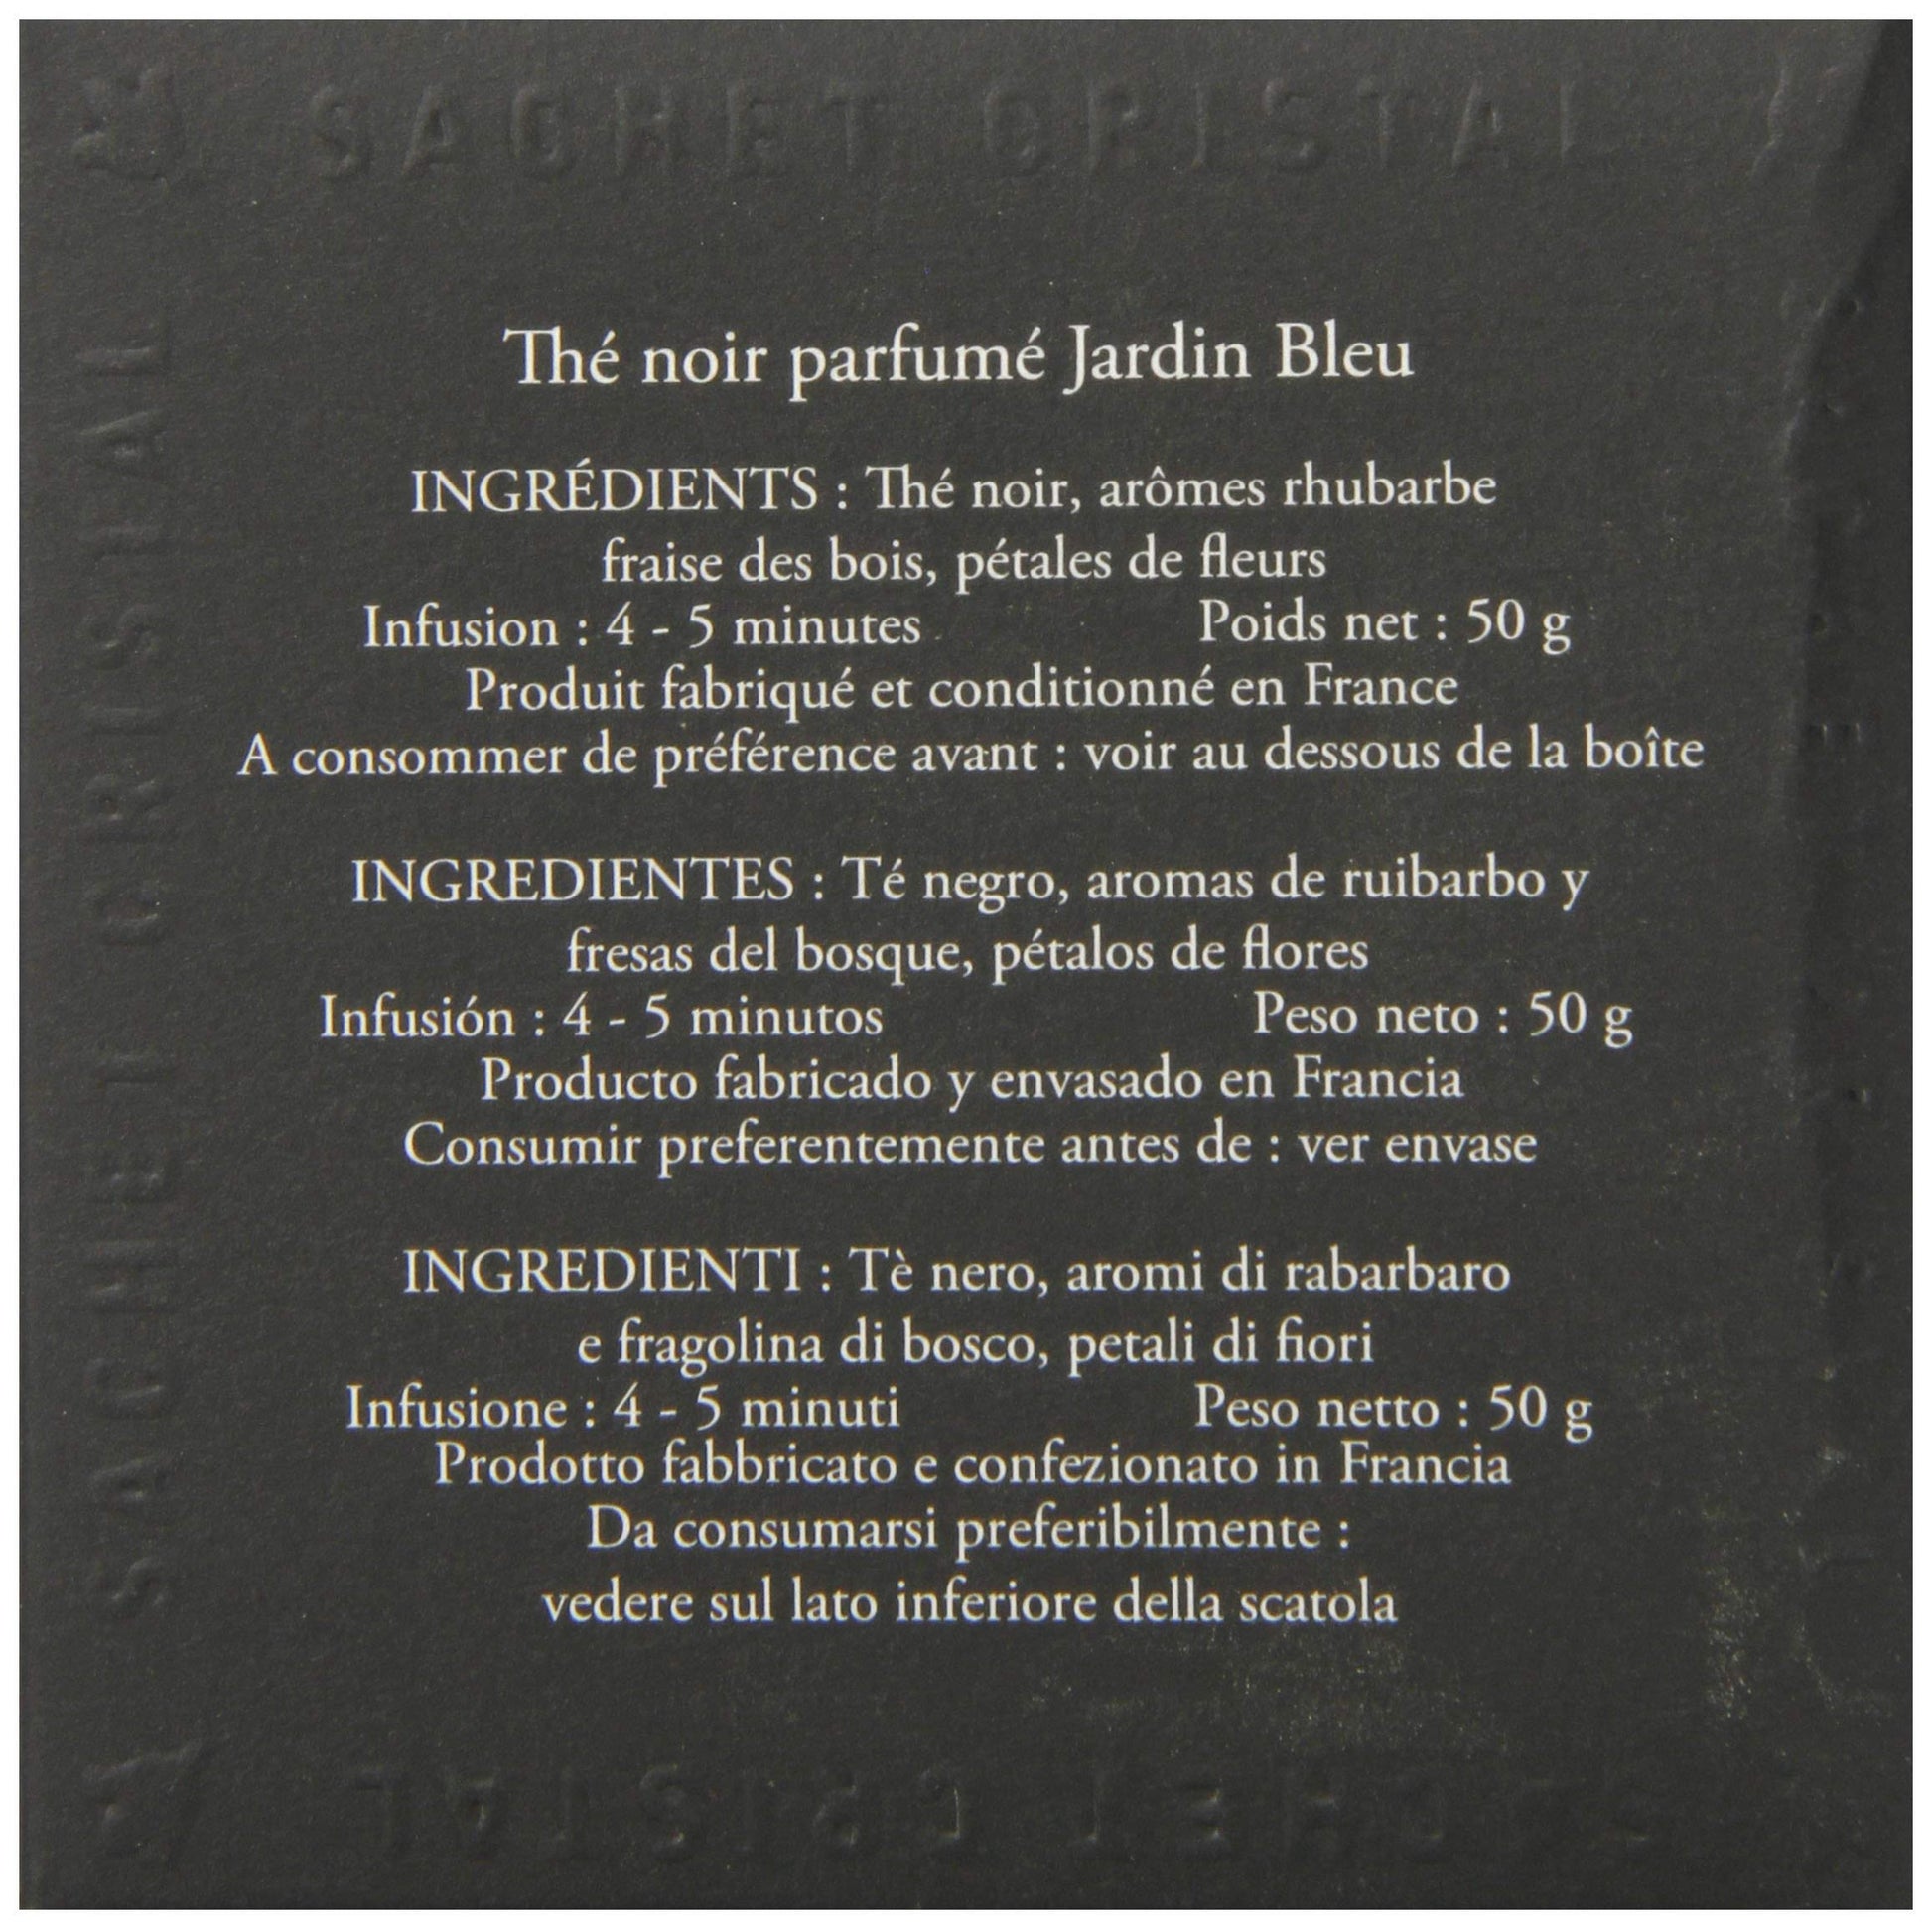 SACHET CRISTAL
Thé noir parfumé Jardin Bleu
INGRÉDIENTS : Thé noir, arômes rhubarbe
fraise des bois, pétales de fleurs
Infusion : 4 - 5 minutes Poids net : 50 g
Produit fabriqué et conditionné en France
A consommer de préférence avant : voir au dessous de la boîte
INGREDIENTES : Té negro, aromas de ruibarbo y
fresas del bosque, pétalos de flores
Infusión : 4 - 5 minutos Peso neto : 50 g
Producto fabricado y envasado en Francia
Consumir preferentemente antes de : ver envase
INGREDIENTI : Tè nero, aromi di rabarbaro
e fragolina di bosco, petali di fiori
Infusione : 4 - 5 minuti Peso netto : 50 g
Prodotto fabbricato e confezionato in Francia
Da consumarsi preferibilmente :
vedere sul lato inferiore della scatola
SACHET CRISTAL
SACHET CRISTAL